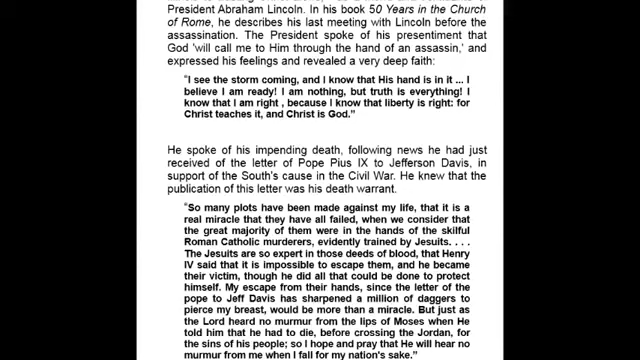 President Abraham Lincoln. In his book 50 Years in the Church
of Rome, he describes his last meeting with Lincoln before the
assassination. The President spoke of his presentiment that
God 'will call me to Him through the hand of an assassin,' and
expressed his feelings and revealed a very deep faith:
"I see the storm coming, and I know that His hand is in it ... I
believe I am ready! I am nothing, but truth is everything! I
know that I am right , because I know that liberty is right: for
Christ teaches it, and Christ is God."
He spoke of his impending death, following news he had just
received of the letter of Pope Pius IX to Jefferson Davis, in
support of the South's cause in the Civil War. He knew that the
publication of this letter was his death warrant.
"So many plots have been made against my life, that it is a
real miracle that they have all failed, when we consider that
the great majority of them were in the hands of the skilful
Roman Catholic murderers, evidently trained by Jesuits. . . .
The Jesuits are so expert in those deeds of blood, that Henry
IV said that it is impossible to escape them, and he became
their victim, though he did all that could be done to protect
himself. My escape from their hands, since the letter of the
pope to Jeff Davis has sharpened a million of daggers to
pierce my breast, would be more than a miracle. But just as
the Lord heard no murmur from the lips of Moses when He
told him that he had to die, before crossing the Jordan, for
the sins of his people; so I hope and pray that He will hear no
murmur from me when I fall for my nation's sake."